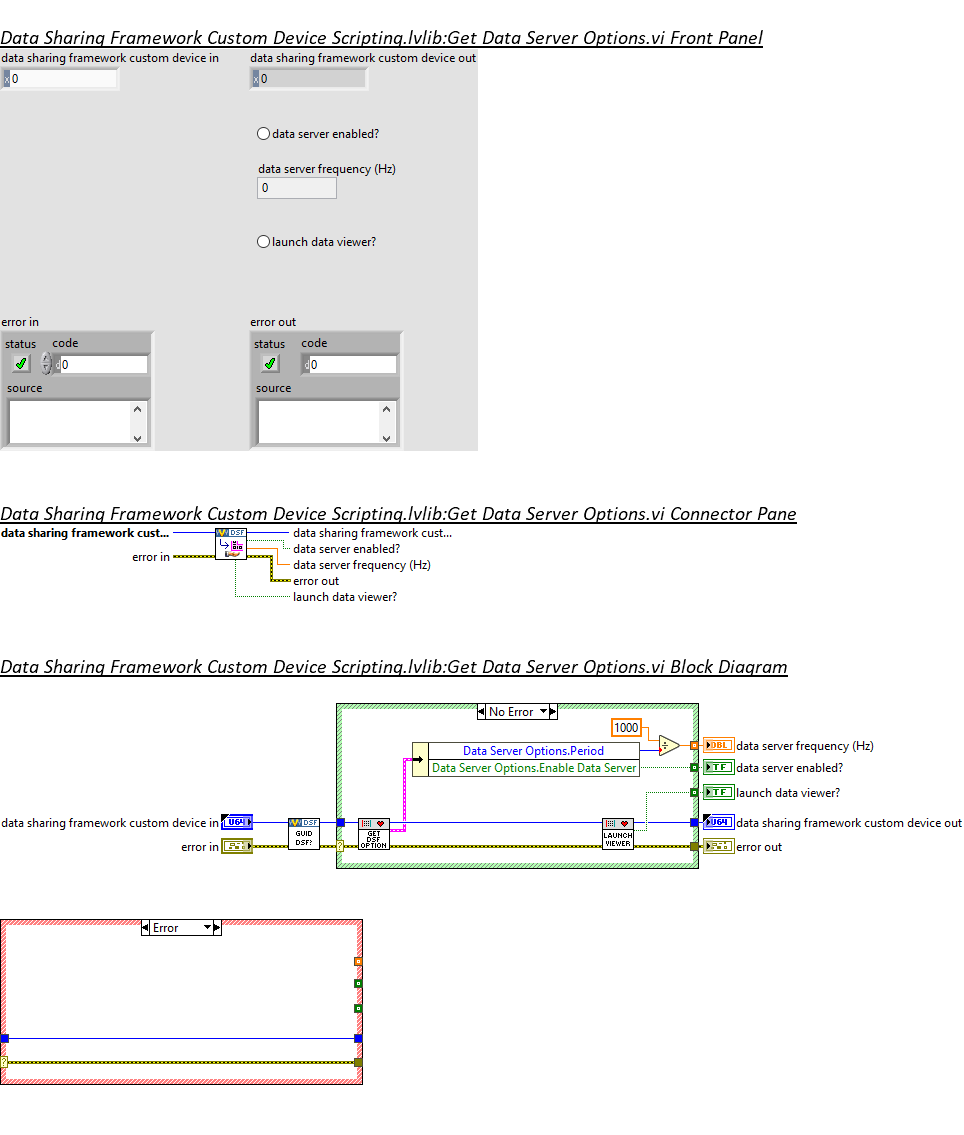 Data Sharing Framework Custom Device Scripting.lvlib:Get Data Server Options.vi Front Panel
data sharing framework custom device in
data sharing framework custom device out
x 0
x 0
data server enabled?
data server frequency (Hz)
0
launch data viewer?
error in
error out
status code
status code
d 0
d 0
source
source
Data Sharing Framework Custom Device Scripting.lvlib:Get Data Server Options.vi Connector Pane
data sharing framework cust...
DSF
data sharing framework cust...
data server enabled?
error in
data server frequency (Hz)
error out
launch data viewer?
Data Sharing Framework Custom Device Scripting.lvlib:Get Data Server Options.vi Block Diagram
No Error
1000
Data Server Options.Period
÷
DBL
data server frequency (Hz)
Data Server Options.Enable Data Server
TF
data server enabled?
TF
launch data viewer?
data sharing framework custom device in
U64
DSF
GUID
DSF?
GET
DSF
OPTION
LAUNCH
VIEWER
U64
data sharing framework custom device out
error in
?
error out
Error
?